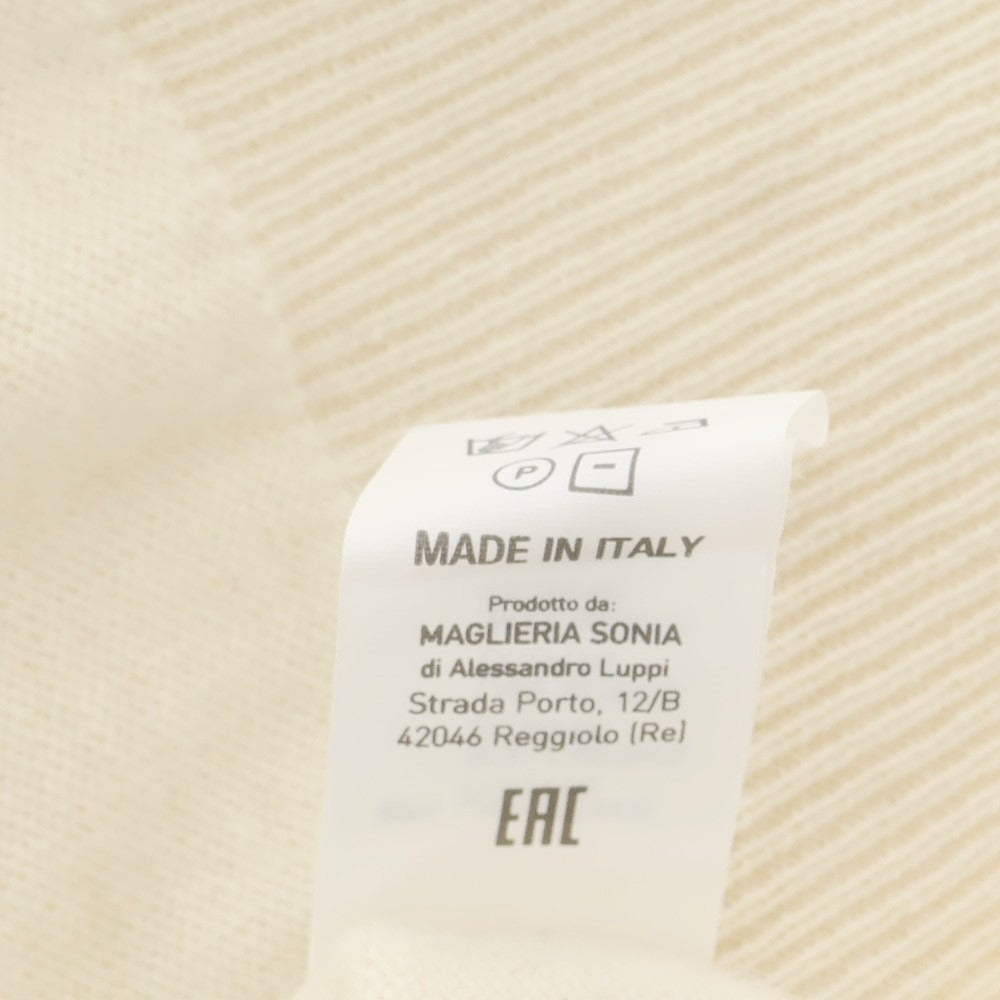 P
MADE IN ITALY
Prodotto da:
MAGLIERIA SONIA
di Alessandro Luppi
Strada Porto, 12/B
42046 Reggiolo (Re)
EAC